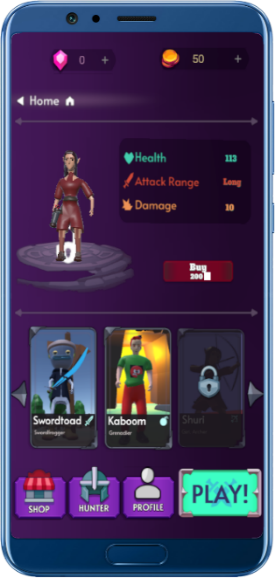 0 +
50 +
Home
Health 113
Attack Range Long
Damage 10
Buy
200
Swordtoad
Kaboom
Grenadier
Shuri
SHOP
HUNTER
PROFILE
PLAY!